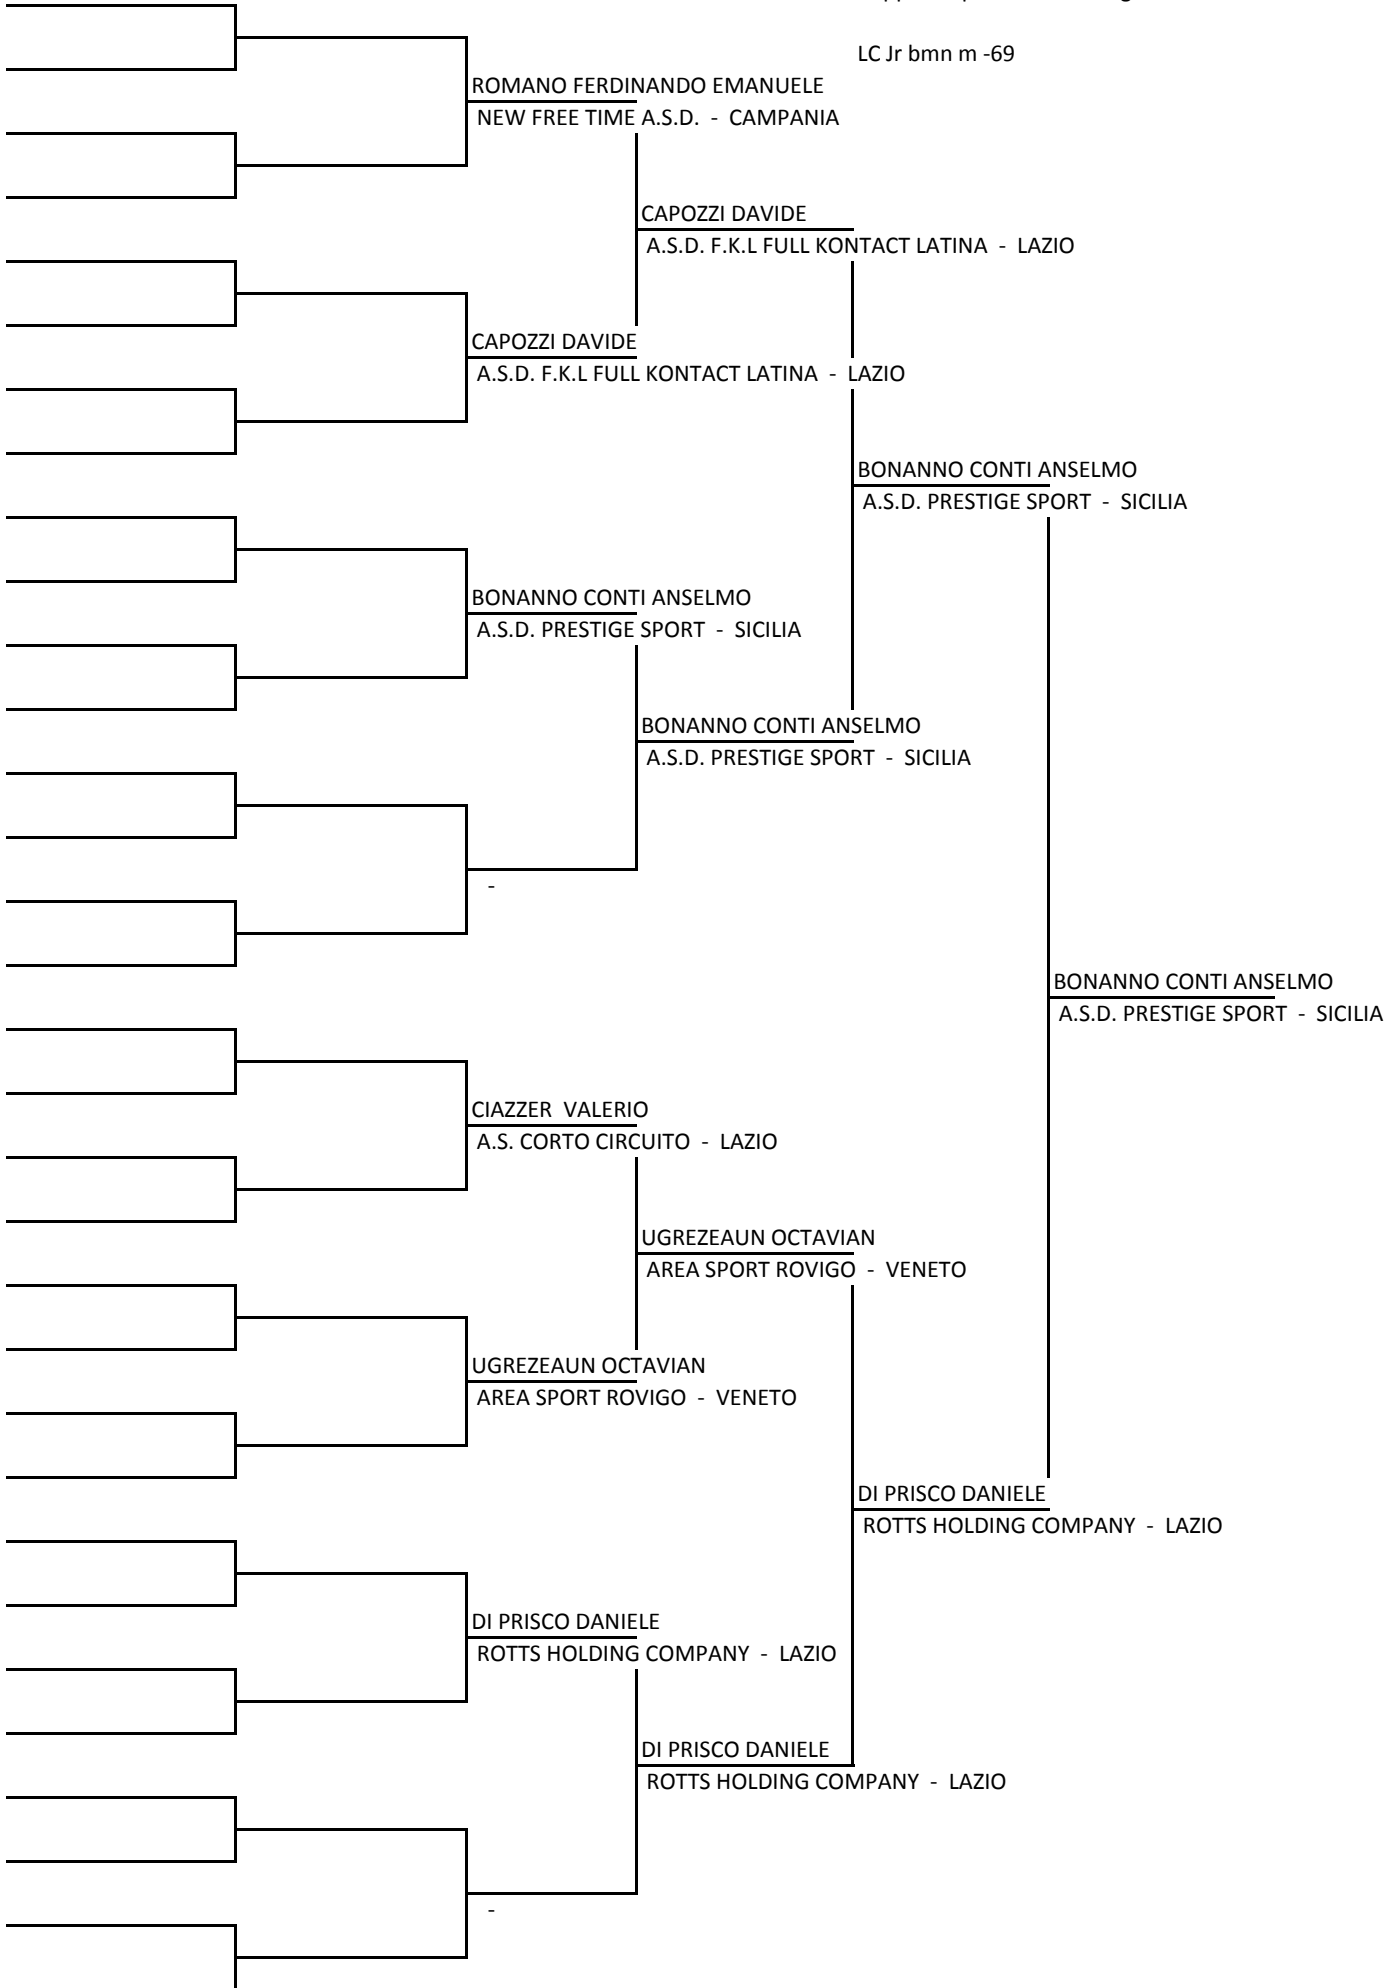 LC Jr bmn m -69
ROMANO FERDINANDO EMANUELE
NEW FREE TIME A.S.D. - CAMPANIA
CAPOZZI DAVIDE
A.S.D. F.K.L FULL KONTACT LATINA - LAZIO
CAPOZZI DAVIDE
A.S.D. F.K.L FULL KONTACT LATINA - LAZIO
BONANNO CONTI ANSELMO
A.S.D. PRESTIGE SPORT - SICILIA
BONANNO CONTI ANSELMO
A.S.D. PRESTIGE SPORT - SICILIA
BONANNO CONTI ANSELMO
A.S.D. PRESTIGE SPORT - SICILIA
-
BONANNO CONTI ANSELMO
A.S.D. PRESTIGE SPORT - SICILIA
CIAZZER VALERIO
A.S. CORTO CIRCUITO - LAZIO
UGREZEAUN OCTAVIAN
AREA SPORT ROVIGO - VENETO
UGREZEAUN OCTAVIAN
AREA SPORT ROVIGO - VENETO
DI PRISCO DANIELE
ROTTS HOLDING COMPANY - LAZIO
DI PRISCO DANIELE
ROTTS HOLDING COMPANY - LAZIO
DI PRISCO DANIELE
ROTTS HOLDING COMPANY - LAZIO
-